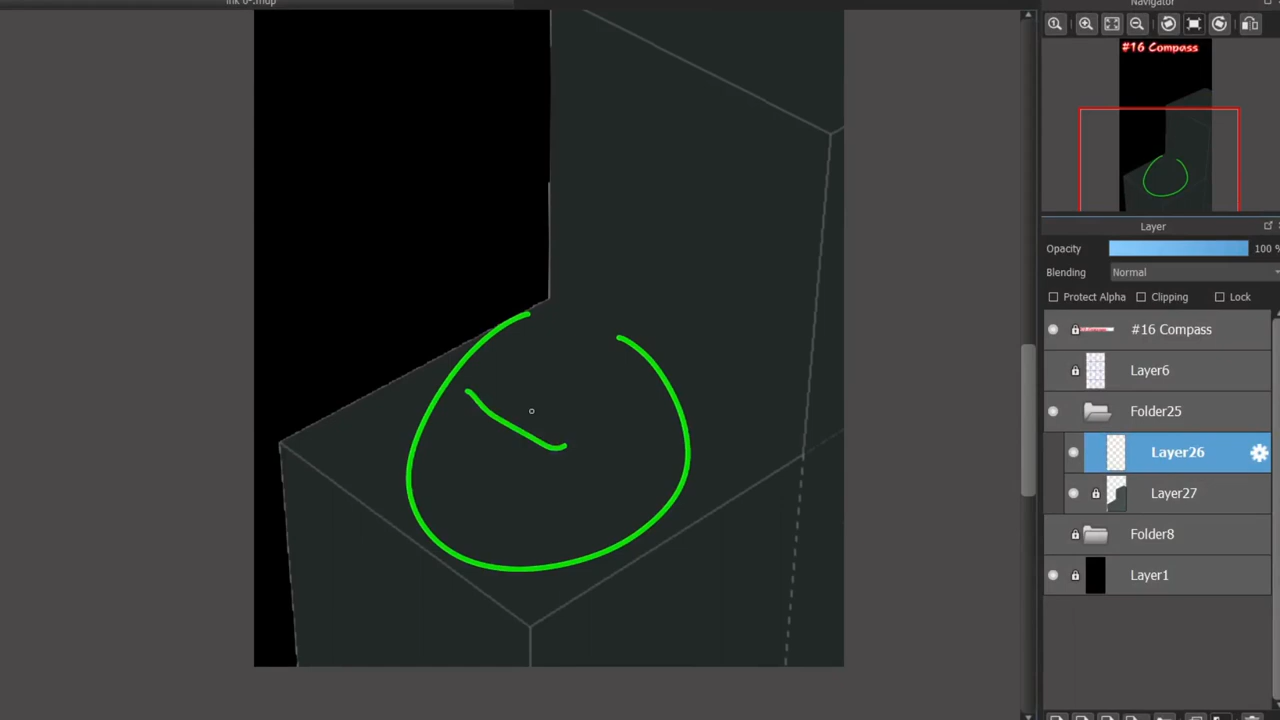 Navigator
#16 Compass
Layer
Opacity 100 %
Blending Normal
Protect Alpha Clipping Lock
#16 Compass
Layer6
Folder25
Layer26
Layer27
Folder8
Layer1